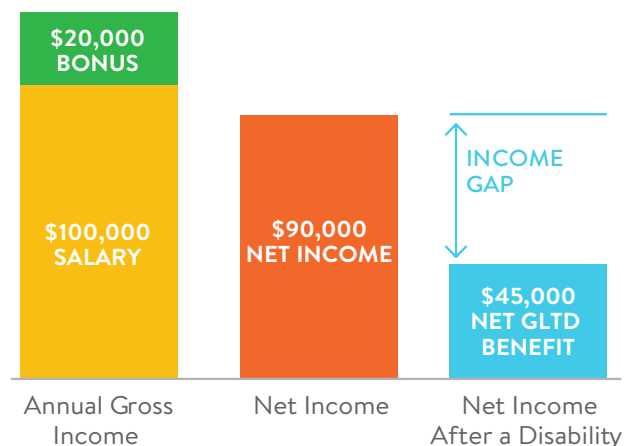 $20,000
BONUS
$100,000
SALARY
$90,000
NET INCOME
INCOME
GAP
$45,000
NET GLTD
BENEFIT
Annual Gross
Income
Net Income
Net Income
After a Disability